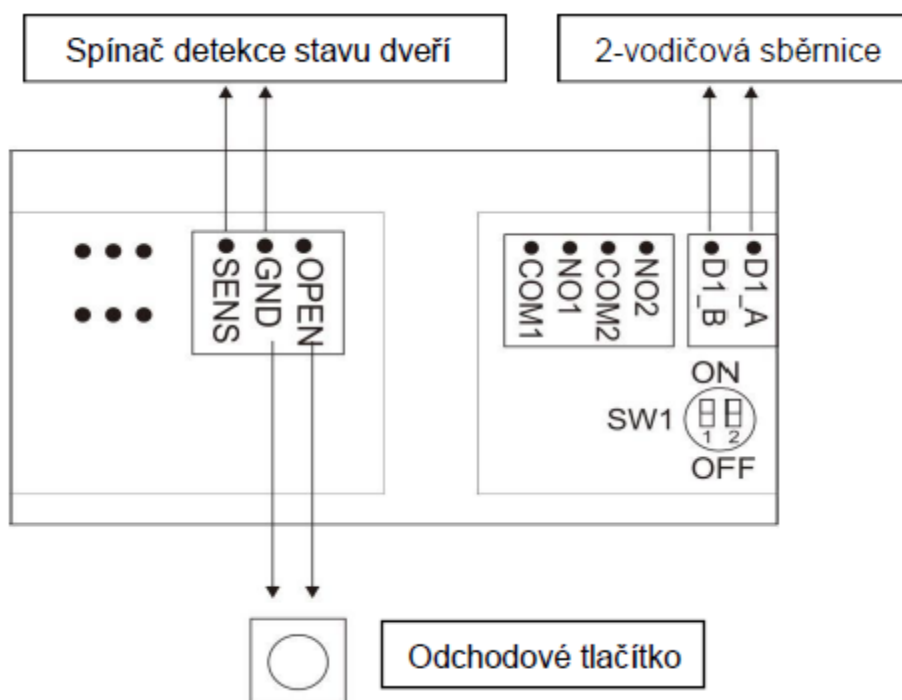 Spínač detekce stavu dveří
2-vodičová sběrnice
SENS
GND
OPEN
COM1
NO1
COM2
NO2
D1_B
D1_A
ON
SW1
1 2
OFF
Odchodové tlačítko